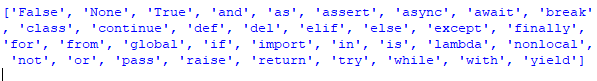 ['False', 'None', 'True', 'and', 'as', 'assert', 'async', 'await', 'break'
, 'class', 'continue', 'def', 'del', 'elif', 'else', 'except', 'finally',
'for', 'from', 'global', 'if', 'import', 'in', 'is', 'lambda', 'nonlocal',
'not', 'or', 'pass', 'raise', 'return', 'try', 'while', 'with', 'yield']